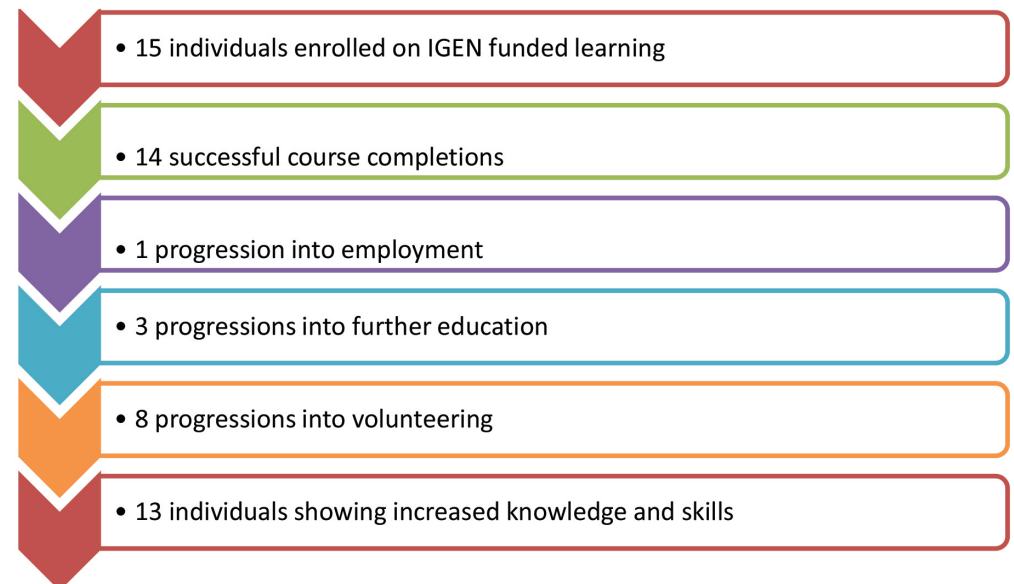 • 15 individuals enrolled on IGEN funded learning
• 14 successful course completions
• 1 progression into employment
• 3 progressions into further education
• 8 progressions into volunteering
• 13 individuals showing increased knowledge and skills